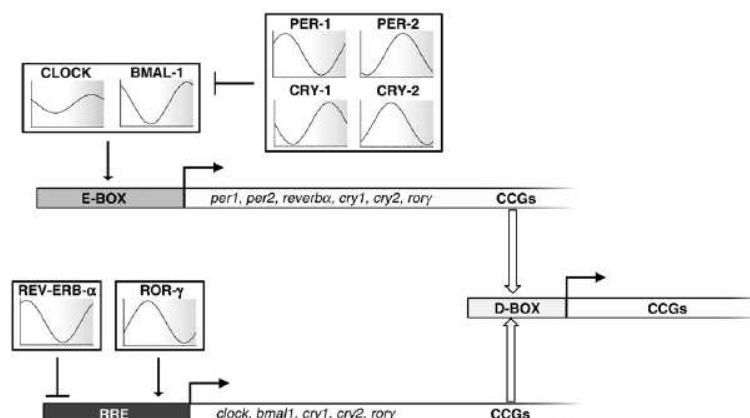 PER-1 PER-2
CLOCK BMAL-1
CRY-1 CRY-2
E-BOX per1, per2, reverbα, cry1, cry2, rorγ CCGs
REV-ERB-α ROR-γ
D-BOX CCGs
RRE clock, bmal1, cry1, cry2, rorγ CCGs